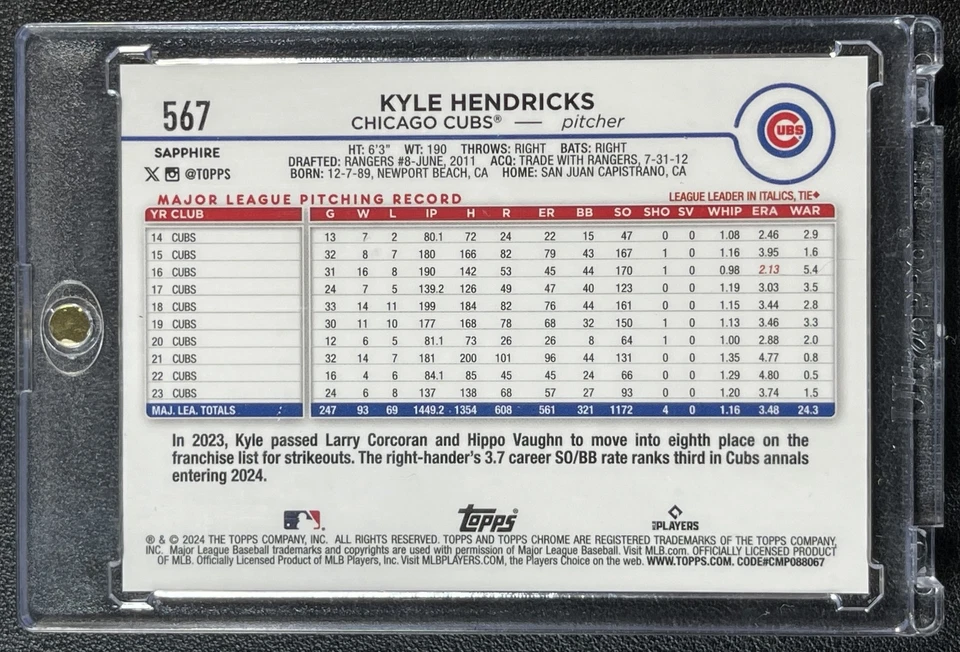 567
KYLE HENDRICKS
CHICAGO CUBS® — pitcher
CUBS
SAPPHIRE
@TOPPS
HT: 6'3" WT: 190 THROWS: RIGHT BATS: RIGHT
DRAFTED: RANGERS #8-JUNE, 2011 ACQ: TRADE WITH RANGERS, 7-31-12
BORN: 12-7-89, NEWPORT BEACH, CA HOME: SAN JUAN CAPISTRANO, CA
MAJOR LEAGUE PITCHING RECORD LEAGUE LEADER IN ITALICS, TIE♦
YR CLUB G W L IP H R ER BB SO SHO SV WHIP ERA WAR
14 CUBS 13 7 2 80.1 72 24 22 15 47 0 0 1.08 2.46 2.9
15 CUBS 32 8 7 180 166 82 79 43 167 1 0 1.16 3.95 1.6
16 CUBS 31 16 8 190 142 53 45 44 170 1 0 0.98 2.13 5.4
17 CUBS 24 7 5 139.2 126 49 47 40 123 0 0 1.19 3.03 3.5
18 CUBS 33 14 11 199 184 82 76 44 161 0 0 1.15 3.44 2.8
19 CUBS 30 11 10 177 168 78 68 32 150 1 0 1.13 3.46 3.3
20 CUBS 12 6 5 81.1 73 26 26 8 64 1 0 1.00 2.88 2.0
21 CUBS 32 14 7 181 200 101 96 44 131 0 0 1.35 4.77 0.8
22 CUBS 16 4 6 84.1 85 45 45 24 66 0 0 1.29 4.80 0.5
23 CUBS 24 6 8 137 138 68 57 27 93 0 0 1.20 3.74 1.5
MAJ. LEA. TOTALS 247 93 69 1449.2 1354 608 561 321 1172 4 0 1.16 3.48 24.3
In 2023, Kyle passed Larry Corcoran and Hippo Vaughn to move into eighth place on the
franchise list for strikeouts. The right-hander's 3.7 career SO/BB rate ranks third in Cubs annals
entering 2024.
Topps
PLAYERS
® & © 2024 THE TOPPS COMPANY, INC. ALL RIGHTS RESERVED. TOPPS AND TOPPS CHROME ARE REGISTERED TRADEMARKS OF THE TOPPS COMPANY,
INC. Major League Baseball trademarks and copyrights are used with permission of Major League Baseball. Visit MLB.com. OFFICIALLY LICENSED PRODUCT
OF MLB. Officially Licensed Product of MLB Players, Inc. Visit MLBPLAYERS.COM, the Players Choice on the web. WWW.TOPPS.COM. CODE#CMP088067